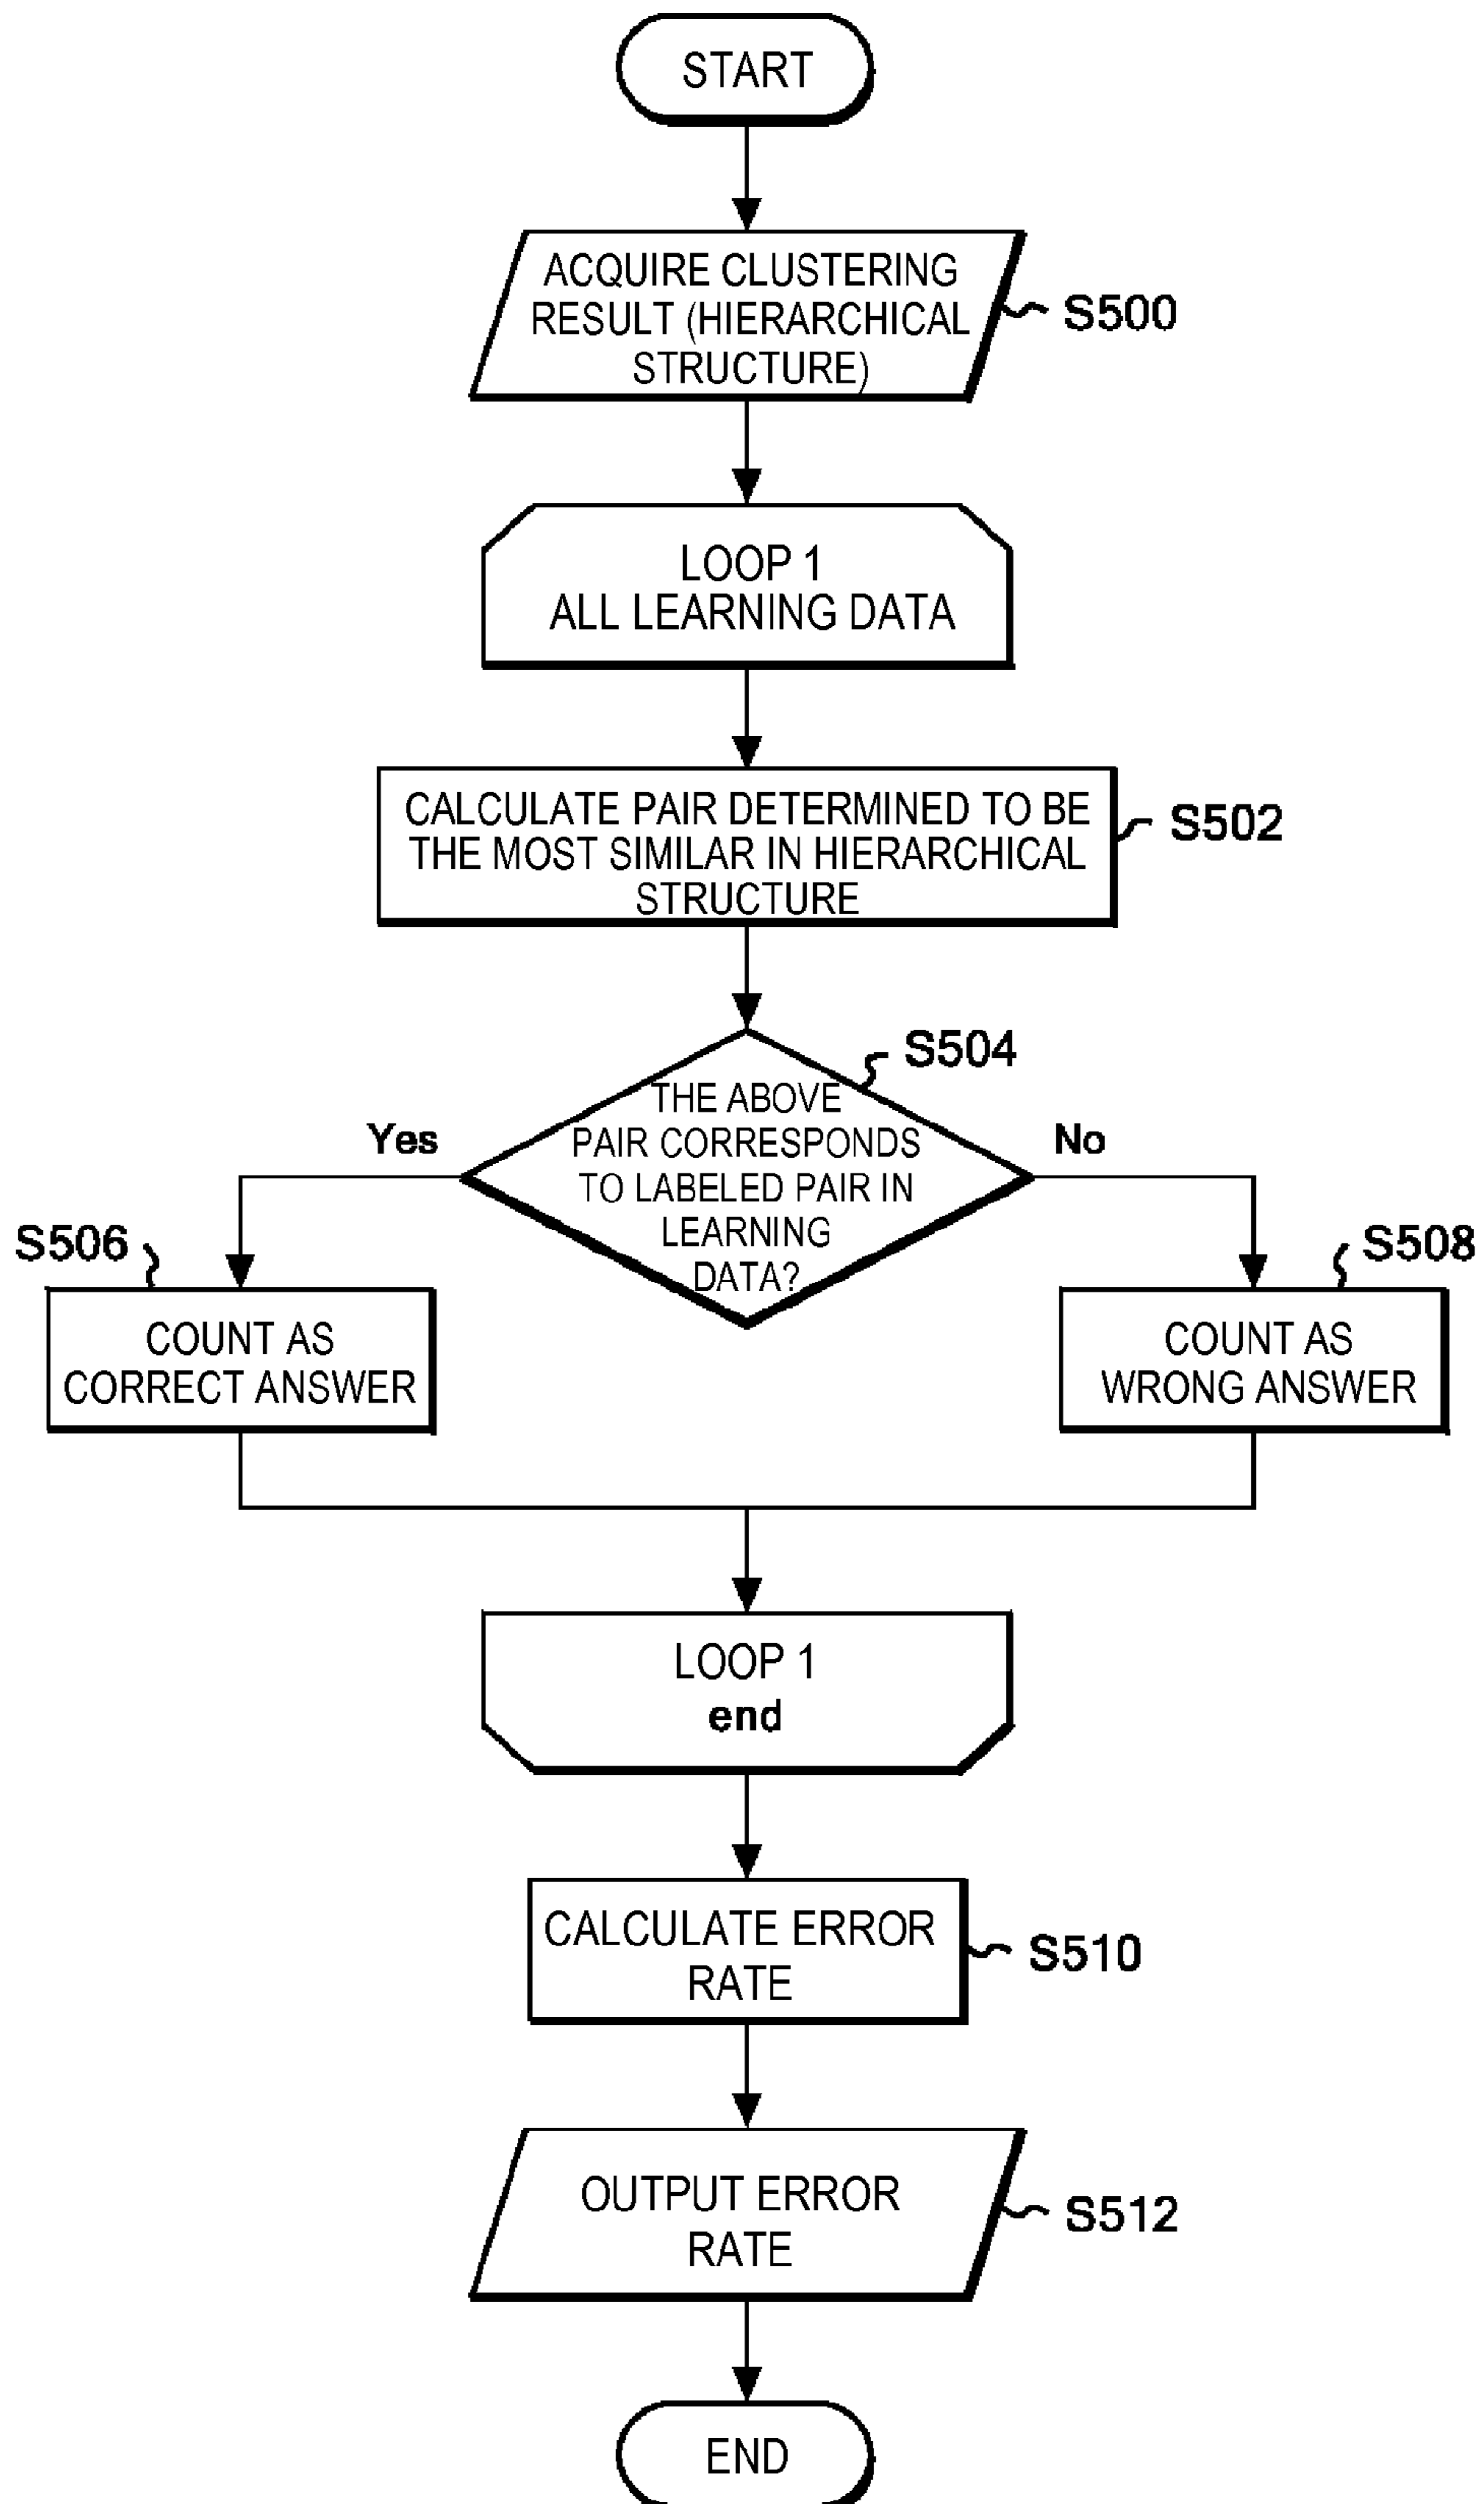 START
ACQUIRE CLUSTERING
RESULT (HIERARCHICAL
STRUCTURE)
S500
LOOP 1
ALL LEARNING DATA
CALCULATE PAIR DETERMINED TO BE
THE MOST SIMILAR IN HIERARCHICAL
STRUCTURE
S502
S504
THE ABOVE
PAIR CORRESPONDS
TO LABELED PAIR IN
LEARNING
DATA?
Yes
No
S506
COUNT AS
CORRECT ANSWER
S508
COUNT AS
WRONG ANSWER
LOOP 1
end
CALCULATE ERROR
RATE
S510
OUTPUT ERROR
RATE
S512
END